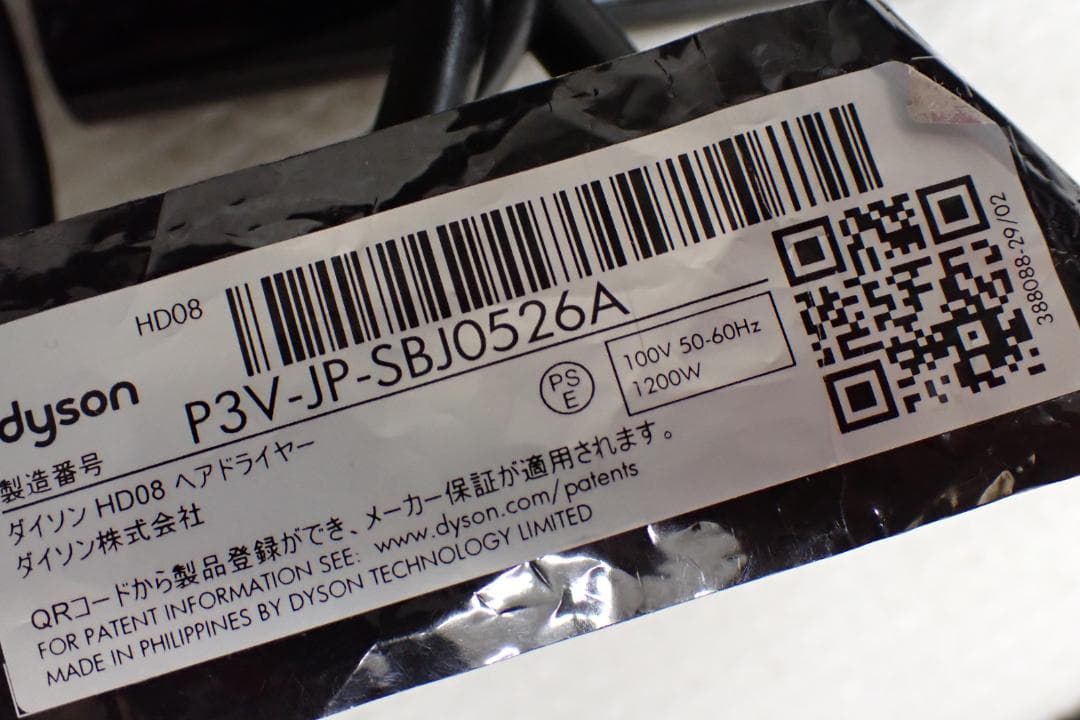 HD08
dyson
P3V-JP-SBJ0526A
製造番号
PS
E
100V 50-60Hz
1200W
388088-29/02
ダイソン HD08 ヘアドライヤー
ダイソン株式会社
QRコードから製品登録ができ、メーカー保証が適用されます。
FOR PATENT INFORMATION SEE: www.dyson.com/patents
MADE IN PHILIPPINES BY DYSON TECHNOLOGY LIMITED